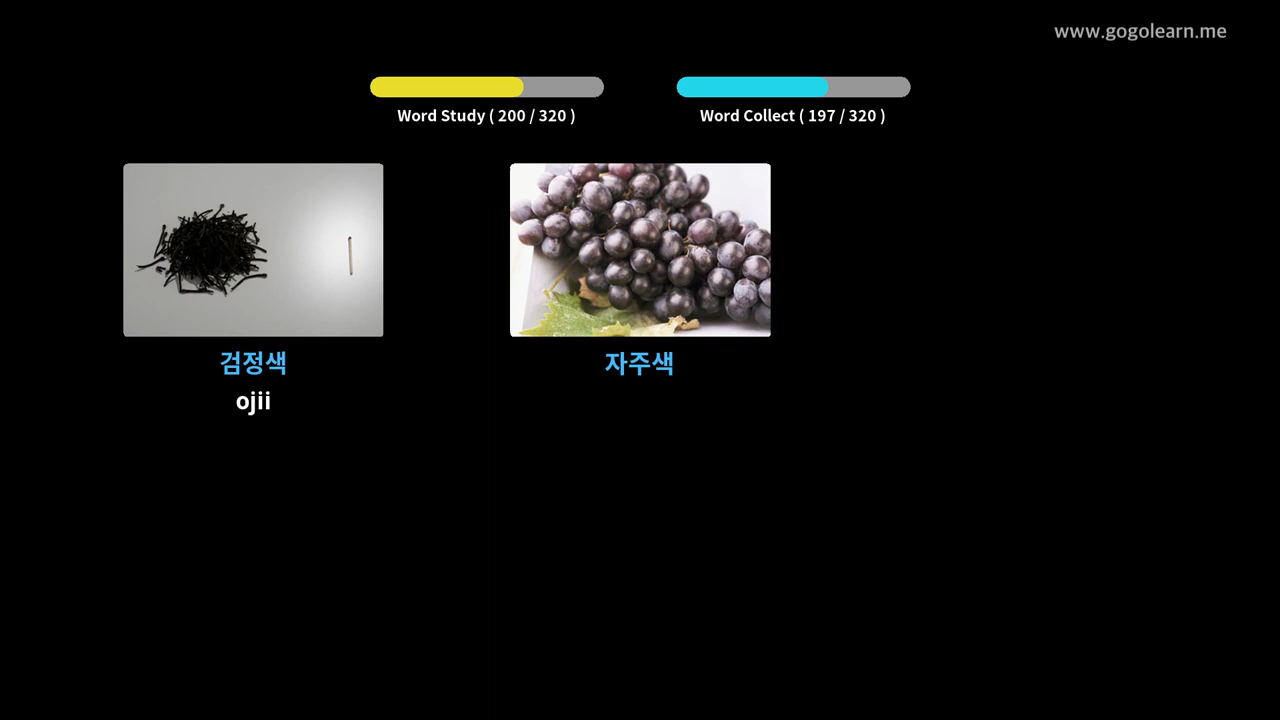 www.gogolearn.me
Word Study ( 200 / 320 )
Word Collect ( 197 / 320 )
검정색
ojii
자주색